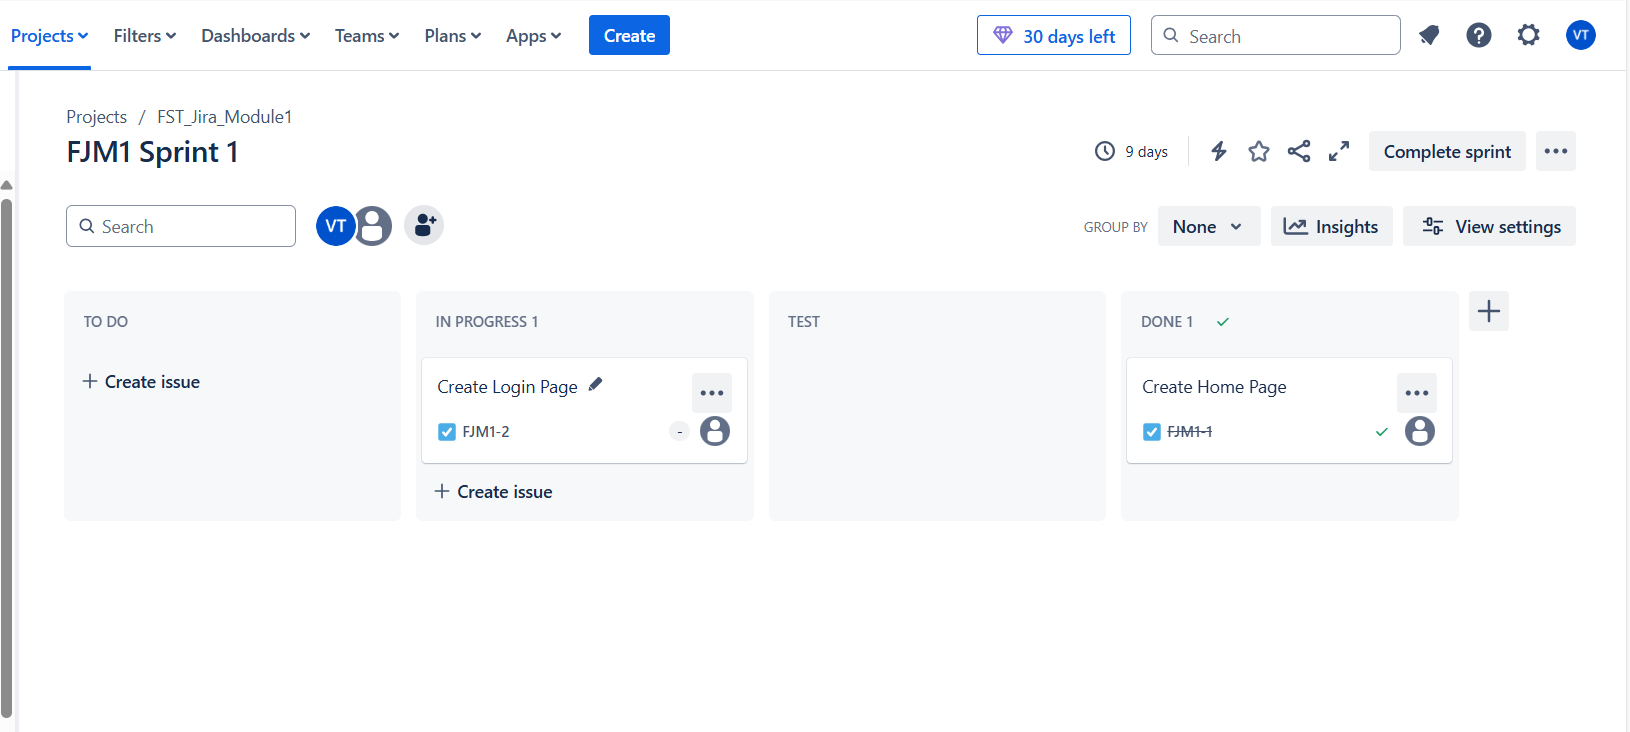 Projects Filters Dashboards Teams Plans Apps Create 30 days left Search VT
Projects / FST_Jira_Module1
FJM1 Sprint 1
9 days Complete sprint
Search VT GROUP BY None Insights View settings
TO DO IN PROGRESS 1 TEST DONE 1
Create issue Create Login Page Create Home Page
FJM1-2 - FJM1-1
Create issue